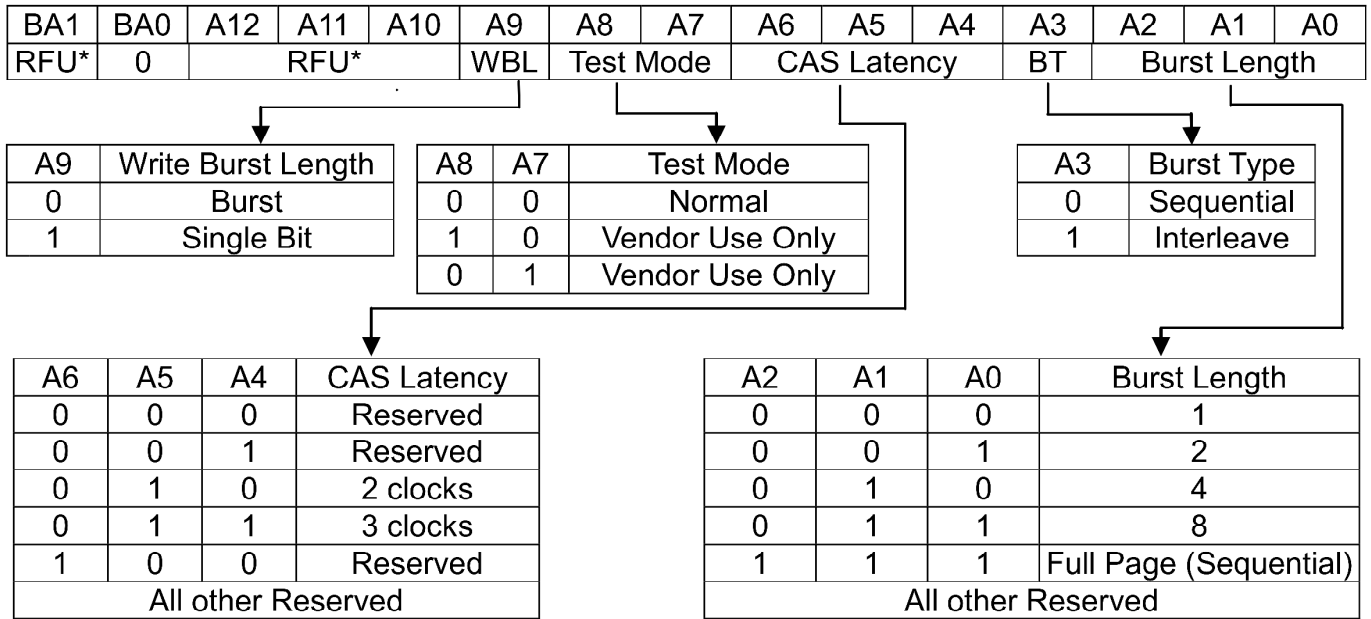 BA1 BA0 A12 A11 A10 A9 A8 A7 A6 A5 A4 A3 A2 A1 A0
RFU* 0 RFU* WBL Test Mode CAS Latency BT Burst Length
A9 Write Burst Length
0 Burst
1 Single Bit
A8 A7 Test Mode
0 0 Normal
1 0 Vendor Use Only
0 1 Vendor Use Only
A3 Burst Type
0 Sequential
1 Interleave
A6 A5 A4 CAS Latency
0 0 0 Reserved
0 0 1 Reserved
0 1 0 2 clocks
0 1 1 3 clocks
1 0 0 Reserved
All other Reserved
A2 A1 A0 Burst Length
0 0 0 1
0 0 1 2
0 1 0 4
0 1 1 8
1 1 1 Full Page (Sequential)
All other Reserved